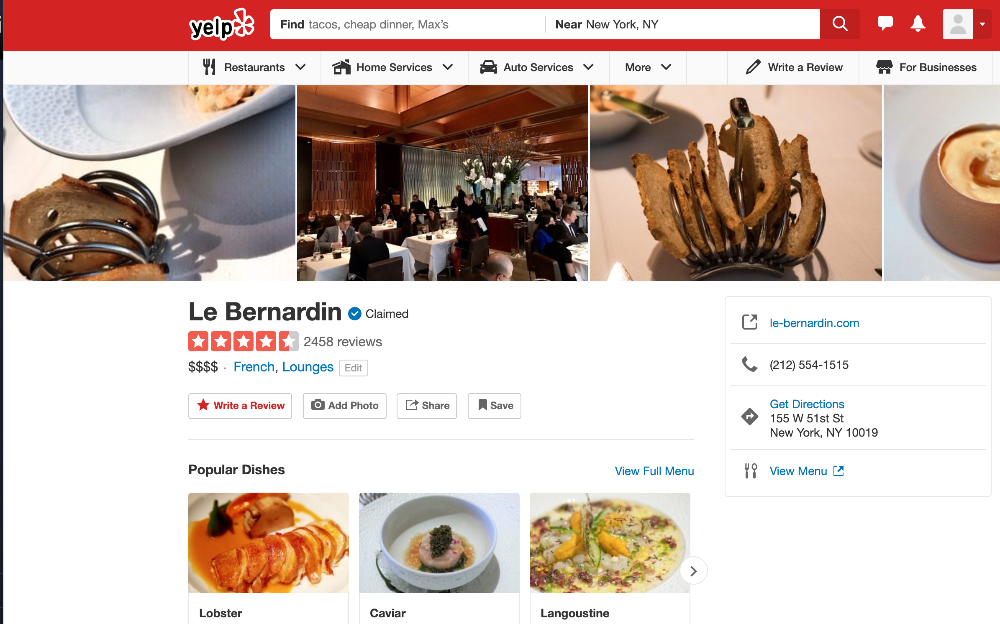 yelp
Find tacos, cheap dinner, Max's
Near New York, NY
Restaurants
Home Services
Auto Services
More
Write a Review
For Businesses
Le Bernardin
Claimed
2458 reviews
$$$$ · French, Lounges
Edit
Write a Review
Add Photo
Share
Save
le-bernardin.com
(212) 554-1515
Get Directions
155 W 51st St
New York, NY 10019
View Menu
Popular Dishes
View Full Menu
Lobster
Caviar
Langoustine